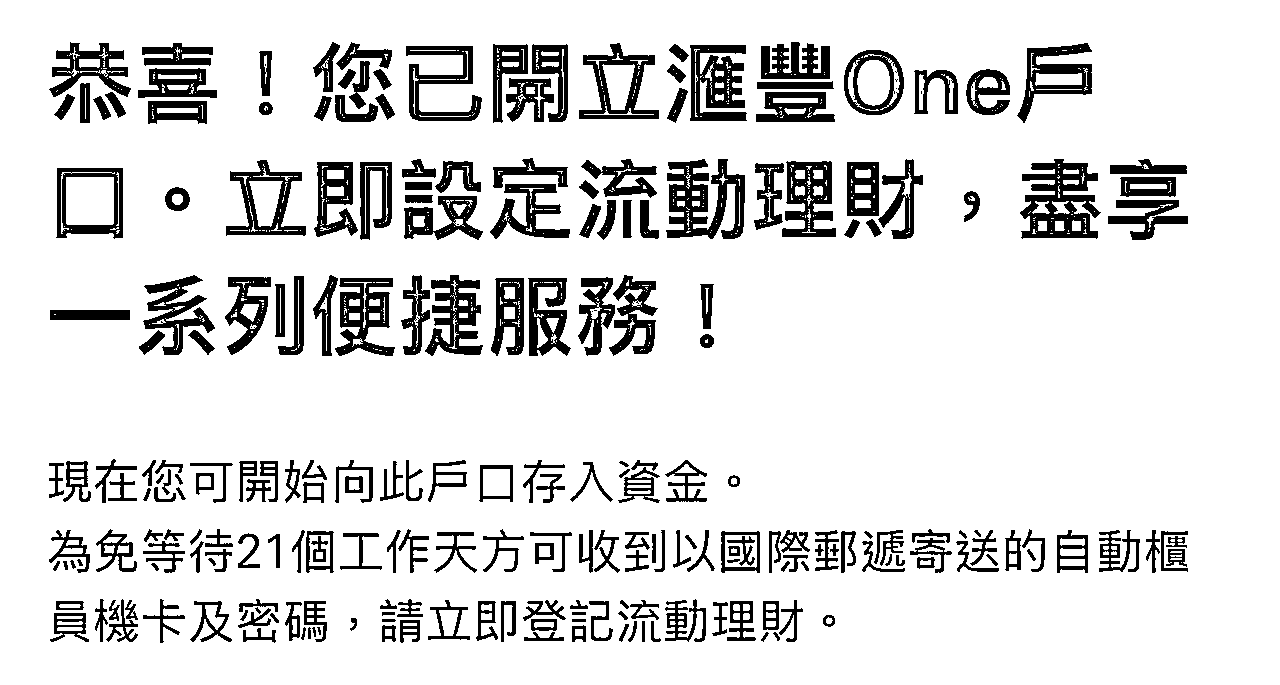 恭喜！您已開立滙豐One戶
口。立即設定流動理財，盡享
一系列便捷服務！
現在您可開始向此戶口存入資金。
為免等待21個工作天方可收到以國際郵遞寄送的自動櫃
員機卡及密碼，請立即登記流動理財。